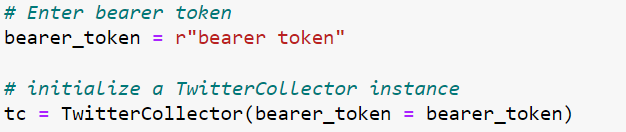 # Enter bearer token
bearer_token = r"bearer token"
# initialize a TwitterCollector instance
tc = TwitterCollector(bearer_token = bearer_token)